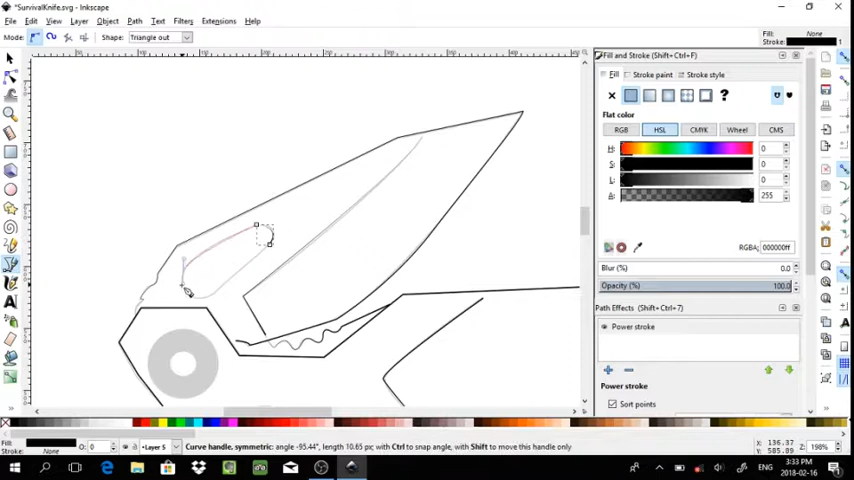 *SurvivalKnife.svg - Inkscape
File Edit View Layer Object Path Text Filters Extensions Help
Mode: Shape: Triangle out
Fill: None
Stroke:
Fill and Stroke (Shift+Ctrl+F)
Fill Stroke paint Stroke style
?
Flat color
RGB HSL CMYK Wheel CMS
H: 0
S: 0
L: 0
A: 255
RGBA: 000000ff
Blur (%) 0.0
Opacity (%) 100.0
Path Effects (Shift+Ctrl+7)
Power stroke
Power stroke
Sort points
Fill:
Stroke:
O: 0
Layer 5
Curve handle, symmetric: angle -95.44°, length 10.65 px; with Ctrl to snap angle, with Shift to move this handle only
X: 136.37
Y: 585.89
Z: 198%
ENG
3:33 PM
2018-02-16